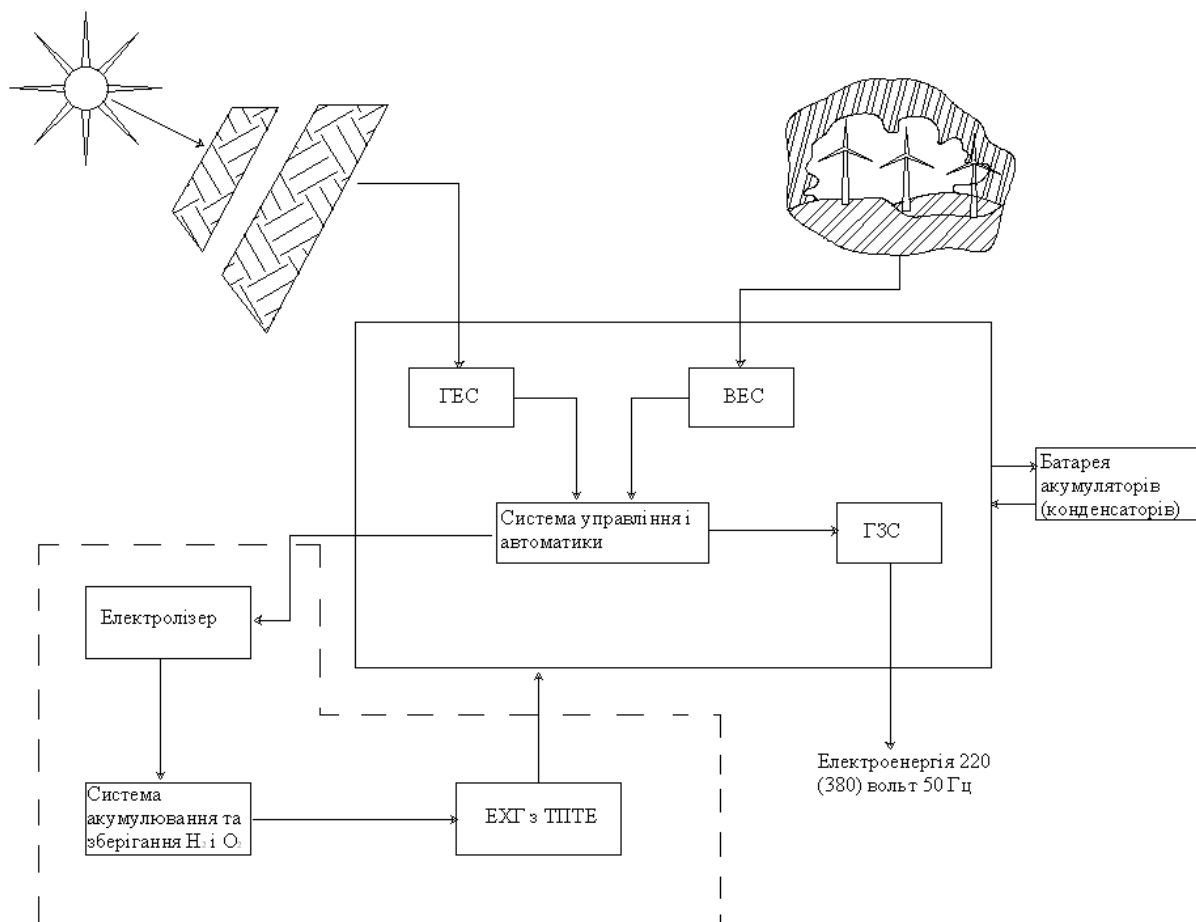 ГЕС
ВЕС
Батарея
акумуляторів
(конденсаторів)
Система управління і
автоматики
ГЗС
Електролізер
Електроенергія 220
(380) вольт 50 Гц
Система
акумулювання та
зберігання H₂ і O₂
ЕХГ з ТПТЕ